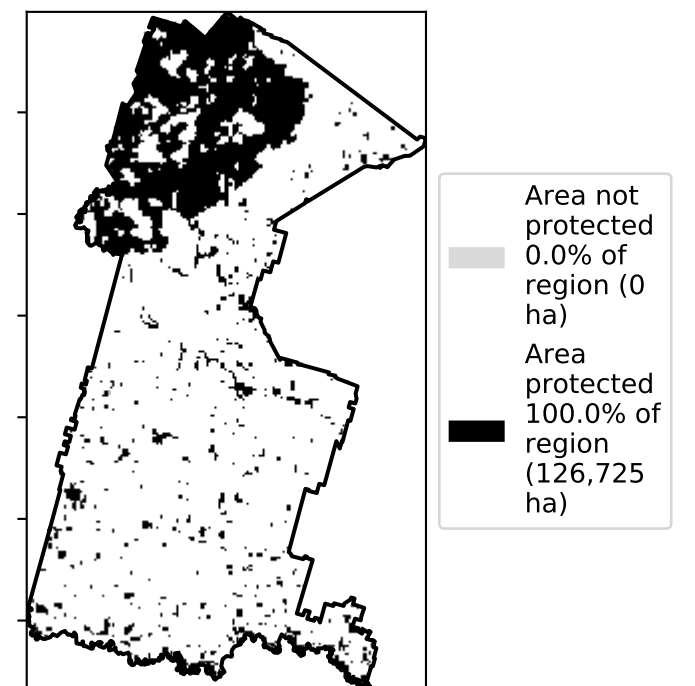 Area not
protected
0.0% of
region (0
ha)
Area
protected
100.0% of
region
(126,725
ha)